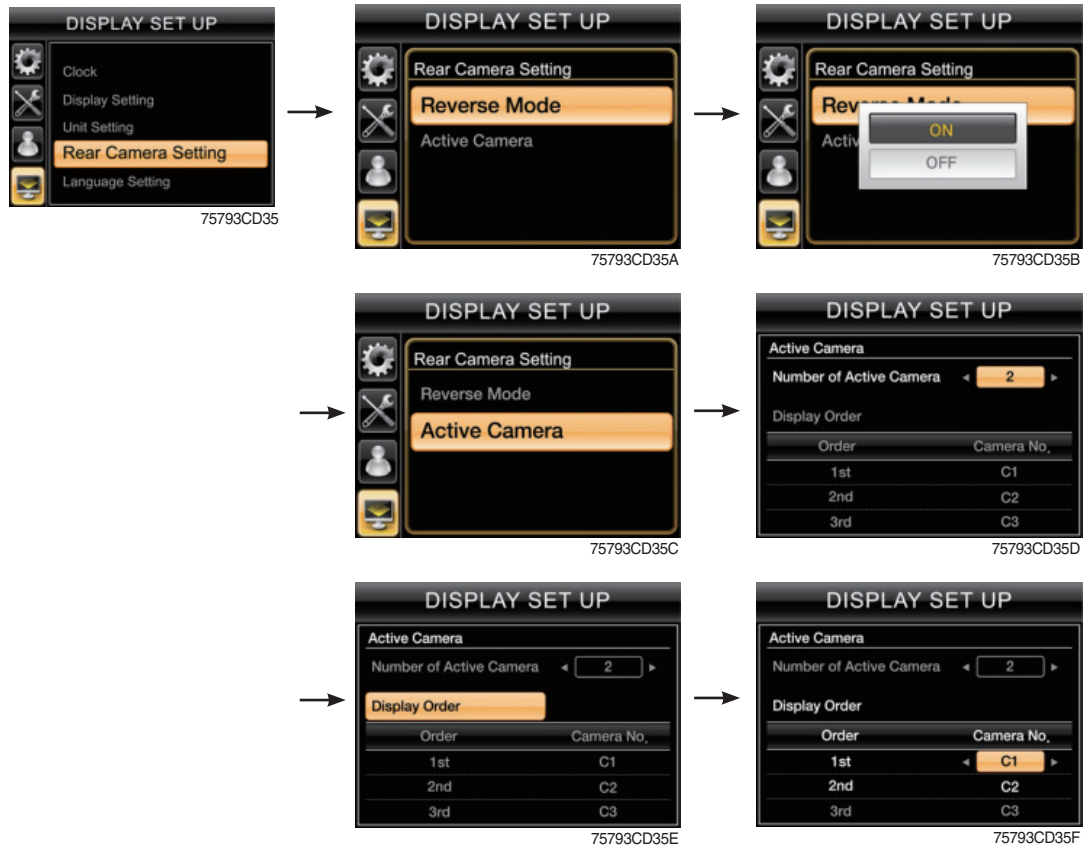 DISPLAY SET UP
Clock
Display Setting
Unit Setting
Rear Camera Setting
Language Setting
75793CD35
DISPLAY SET UP
Rear Camera Setting
Reverse Mode
Active Camera
75793CD35A
DISPLAY SET UP
Rear Camera Setting
Reverse Mode
Activ
ON
OFF
75793CD35B
DISPLAY SET UP
Rear Camera Setting
Reverse Mode
Active Camera
75793CD35C
DISPLAY SET UP
Active Camera
Number of Active Camera ◄ 2 ►
Display Order
Order Camera No.
1st C1
2nd C2
3rd C3
75793CD35D
DISPLAY SET UP
Active Camera
Number of Active Camera ◄ 2 ►
Display Order
Order Camera No.
1st C1
2nd C2
3rd C3
75793CD35E
DISPLAY SET UP
Active Camera
Number of Active Camera ◄ 2 ►
Display Order
Order Camera No.
1st ◄ C1 ►
2nd C2
3rd C3
75793CD35F